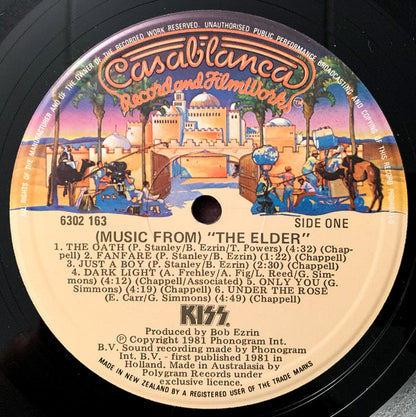 ALL RIGHTS OF THE MANUFACTURER AND OF THE OWNER OF THE RECORDED WORK RESERVED. UNAUTHORISED PUBLIC PERFORMANCE, BROADCASTING AND COPYING OF THIS RECORD PROHIBITED
Casablanca
Record and FilmWorks
6302 163
SIDE ONE
(MUSIC FROM) "THE ELDER"
1. THE OATH (P. Stanley/B. Ezrin/T. Powers) (4:32) (Chap-
pell) 2. FANFARE (P. Stanley/B. Ezrin) (1:22) (Chappell)
3. JUST A BOY (P. Stanley/B. Ezrin) (2:30) (Chappell)
4. DARK LIGHT (A. Frehley/A. Fig/L. Reed/G. Sim-
mons) (4:12) (Chappell/Associated) 5. ONLY YOU (G.
Simmons) (4:19) (Chappell) 6. UNDER THE ROSE
(E. Carr/G. Simmons) (4:49) (Chappell)
KISS.
Produced by Bob Ezrin
Ⓟ Copyright 1981 Phonogram Int.
B.V. Sound recording made by Phonogram
Int. B.V. - first published 1981 in
Holland. Made in Australasia by
Polygram Records under
exclusive licence.
MADE IN NEW ZEALAND BY A REGISTERED USER OF THE TRADE MARKS